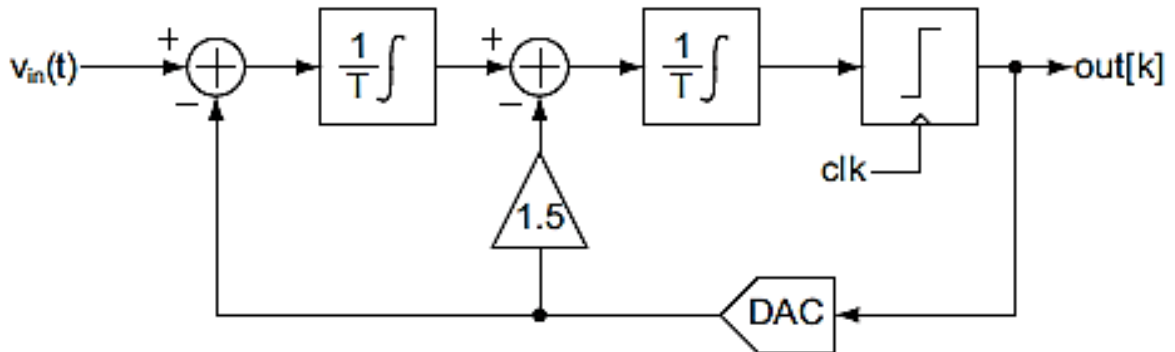 v_in(t)
+
−
+
1
T ∫
+
−
+
1
T ∫
out[k]
clk
1.5
DAC